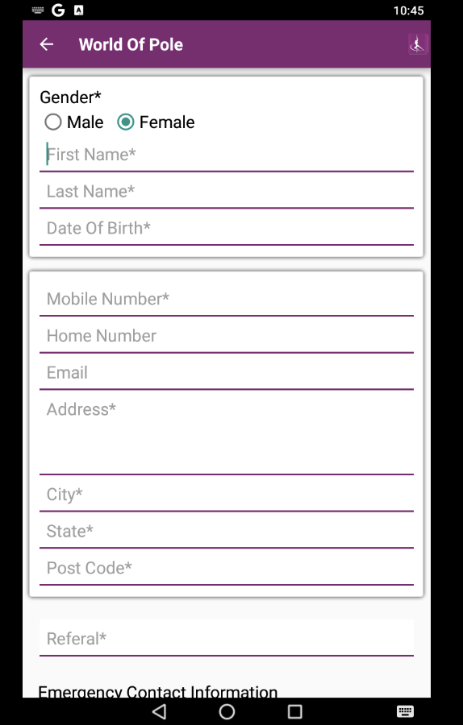 G A 10:45
World Of Pole
Gender*
Male Female
First Name*
Last Name*
Date Of Birth*
Mobile Number*
Home Number
Email
Address*
City*
State*
Post Code*
Referal*
Emergency Contact Information